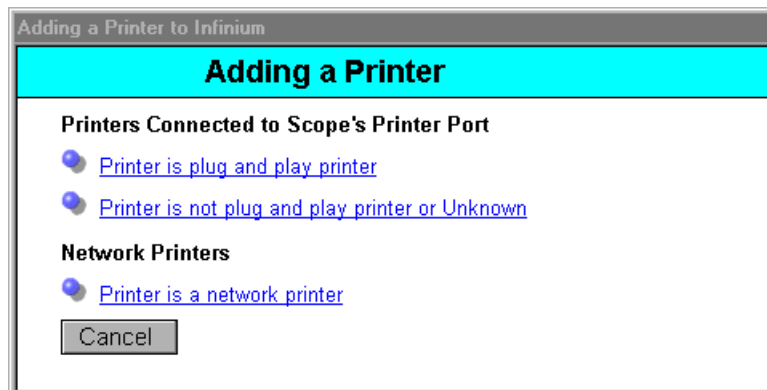 Adding a Printer to Infinium
Adding a Printer
Printers Connected to Scope's Printer Port
Printer is plug and play printer
Printer is not plug and play printer or Unknown
Network Printers
Printer is a network printer
Cancel